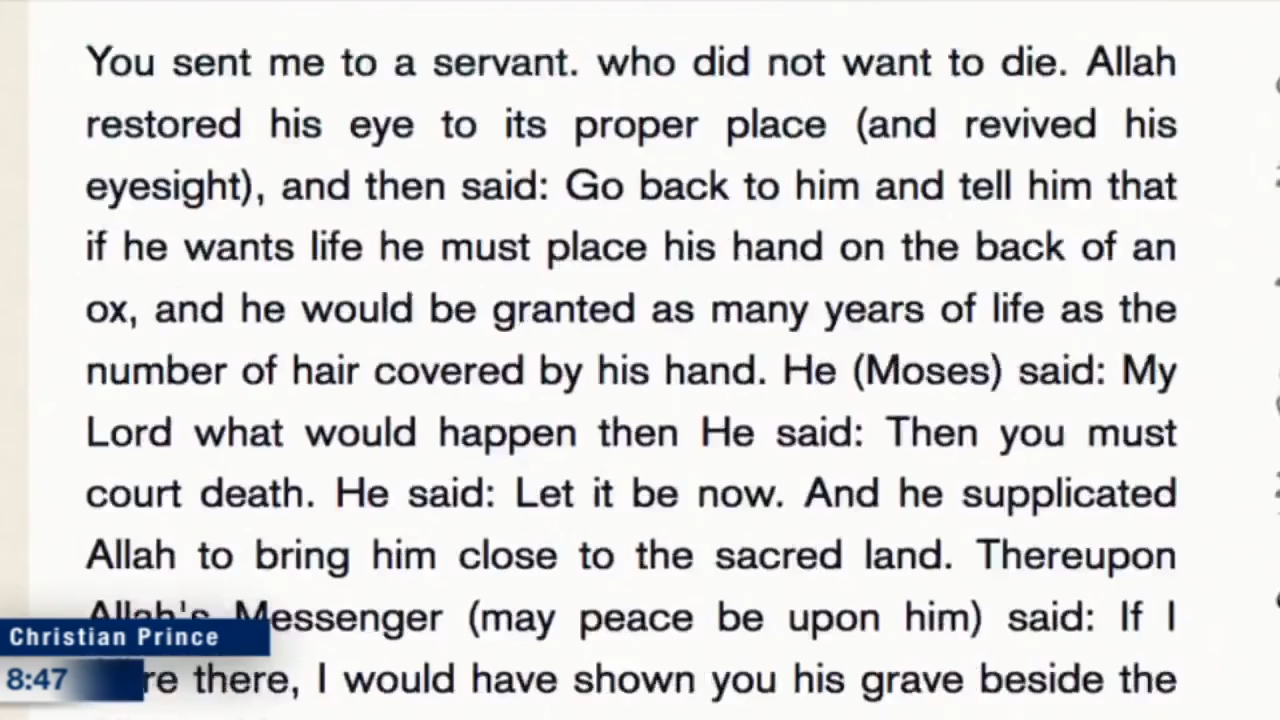 You sent me to a servant. who did not want to die. Allah
restored his eye to its proper place (and revived his
eyesight), and then said: Go back to him and tell him that
if he wants life he must place his hand on the back of an
ox, and he would be granted as many years of life as the
number of hair covered by his hand. He (Moses) said: My
Lord what would happen then He said: Then you must
court death. He said: Let it be now. And he supplicated
Allah to bring him close to the sacred land. Thereupon
Allah's Messenger (may peace be upon him) said: If I
Christian Prince
there, I would have shown you his grave beside the
8:47